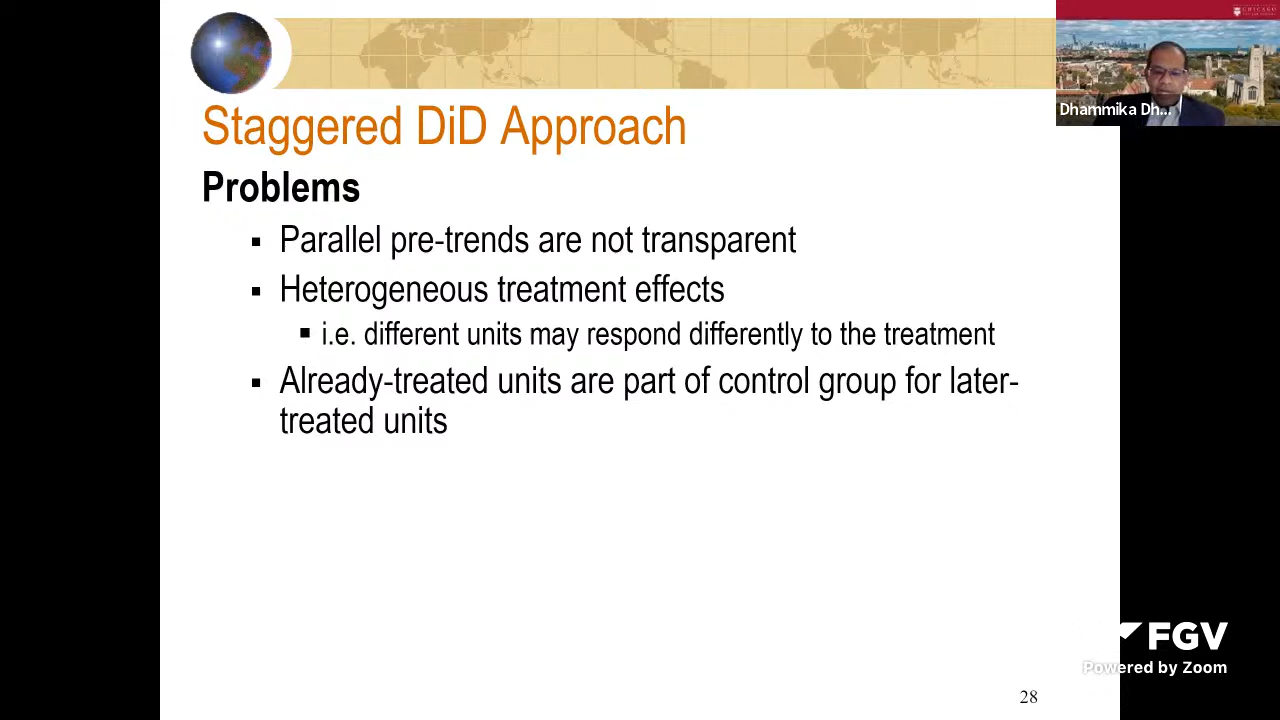 CHICAGO
Dhammika Dh...
Staggered DiD Approach
Problems
▪ Parallel pre-trends are not transparent
▪ Heterogeneous treatment effects
▪ i.e. different units may respond differently to the treatment
▪ Already-treated units are part of control group for later-
treated units
FGV
Powered by Zoom
28